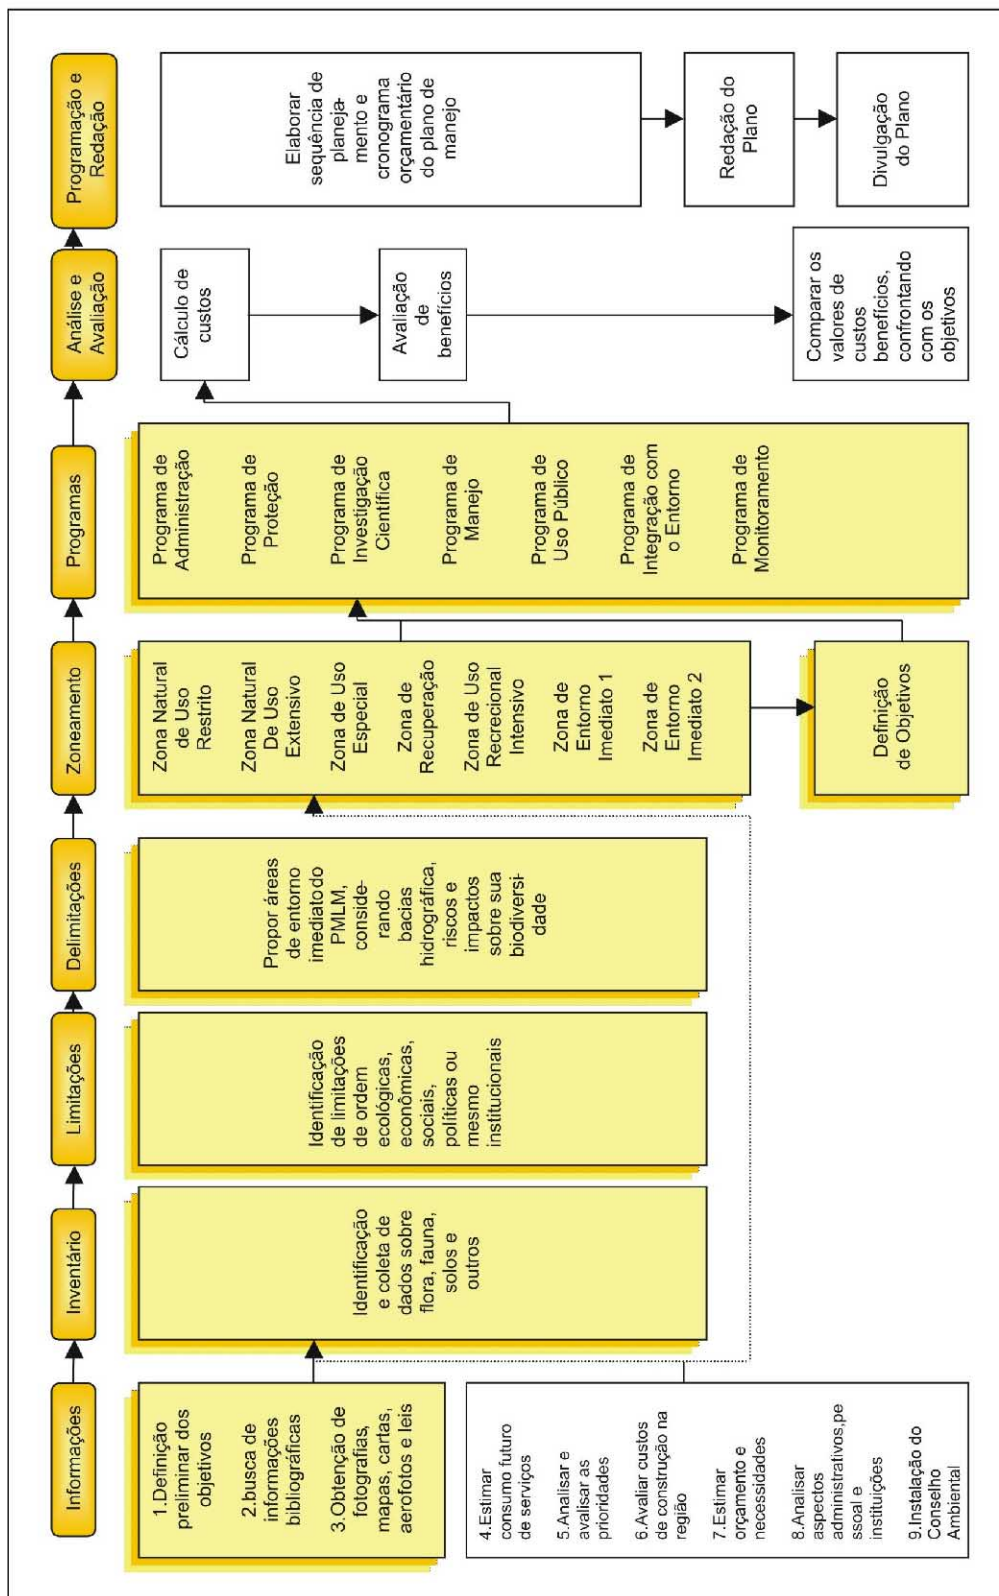 Informações
Inventário
Limitações
Delimitações
Zoneamento
Programas
Análise e
Avaliação
Programação e
Redação
1.Definição
preliminar dos
objetivos
2.busca de
informações
bibliográficas
3.Obtenção de
fotografias,
mapas, cartas,
aerofotos e leis
4.Estimar
consumo futuro
de serviços
5.Analisar e
avalisar as
prioridades
6.Avaliar custos
de construção na
região
7.Estimar
orçamento e
necessidades
8.Analisar
aspectos
administrativos,pe
ssoal e
instituições
9.Instalação do
Conselho
Ambiental
Identificação
e coleta de
dados sobre
flora, fauna,
solos e
outros
Identificação
de limitações
de ordem
ecológicas,
econômicas,
sociais,
políticas ou
mesmo
institucionais
Propor áreas
de entorno
imediatodo
PMLM,
conside-
rando
bacias
hidrográfica,
riscos e
impactos
sobre sua
biodiversi-
dade
Zona Natural
de Uso
Restrito
Zona Natural
De Uso
Extensivo
Zona de Uso
Especial
Zona de
Recuperação
Zona de Uso
Recrecional
Intensivo
Zona de
Entorno
Imediato 1
Zona de
Entorno
Imediato 2
Definição
de Objetivos
Programa de
Administração
Programa de
Proteção
Programa de
Investigação
Científica
Programa de
Manejo
Programa de
Uso Público
Programa de
Integração com
o Entorno
Programa de
Monitoramento
Cálculo de
custos
Avaliação
de
benefícios
Comparar os
valores de
custos
benefícios,
confrontando
com os
objetivos
Elaborar
sequência de
planeja-
mento e
cronograma
orçamentário
do plano de
manejo
Redação do
Plano
Divulgação
do Plano